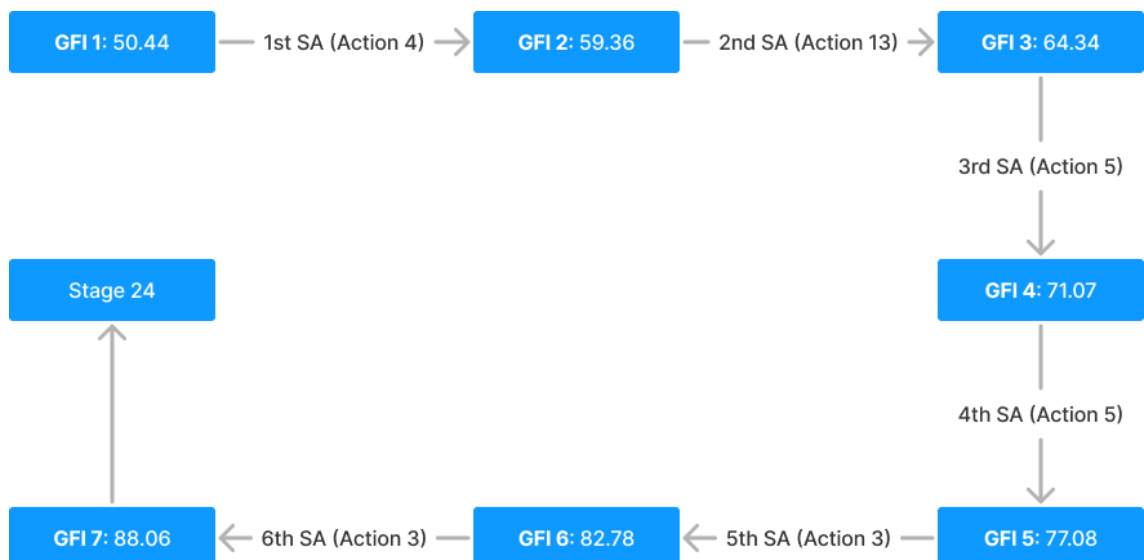 GFI 1: 50.44
1st SA (Action 4)
GFI 2: 59.36
2nd SA (Action 13)
GFI 3: 64.34
3rd SA (Action 5)
GFI 4: 71.07
4th SA (Action 5)
GFI 5: 77.08
5th SA (Action 3)
GFI 6: 82.78
6th SA (Action 3)
GFI 7: 88.06
Stage 24